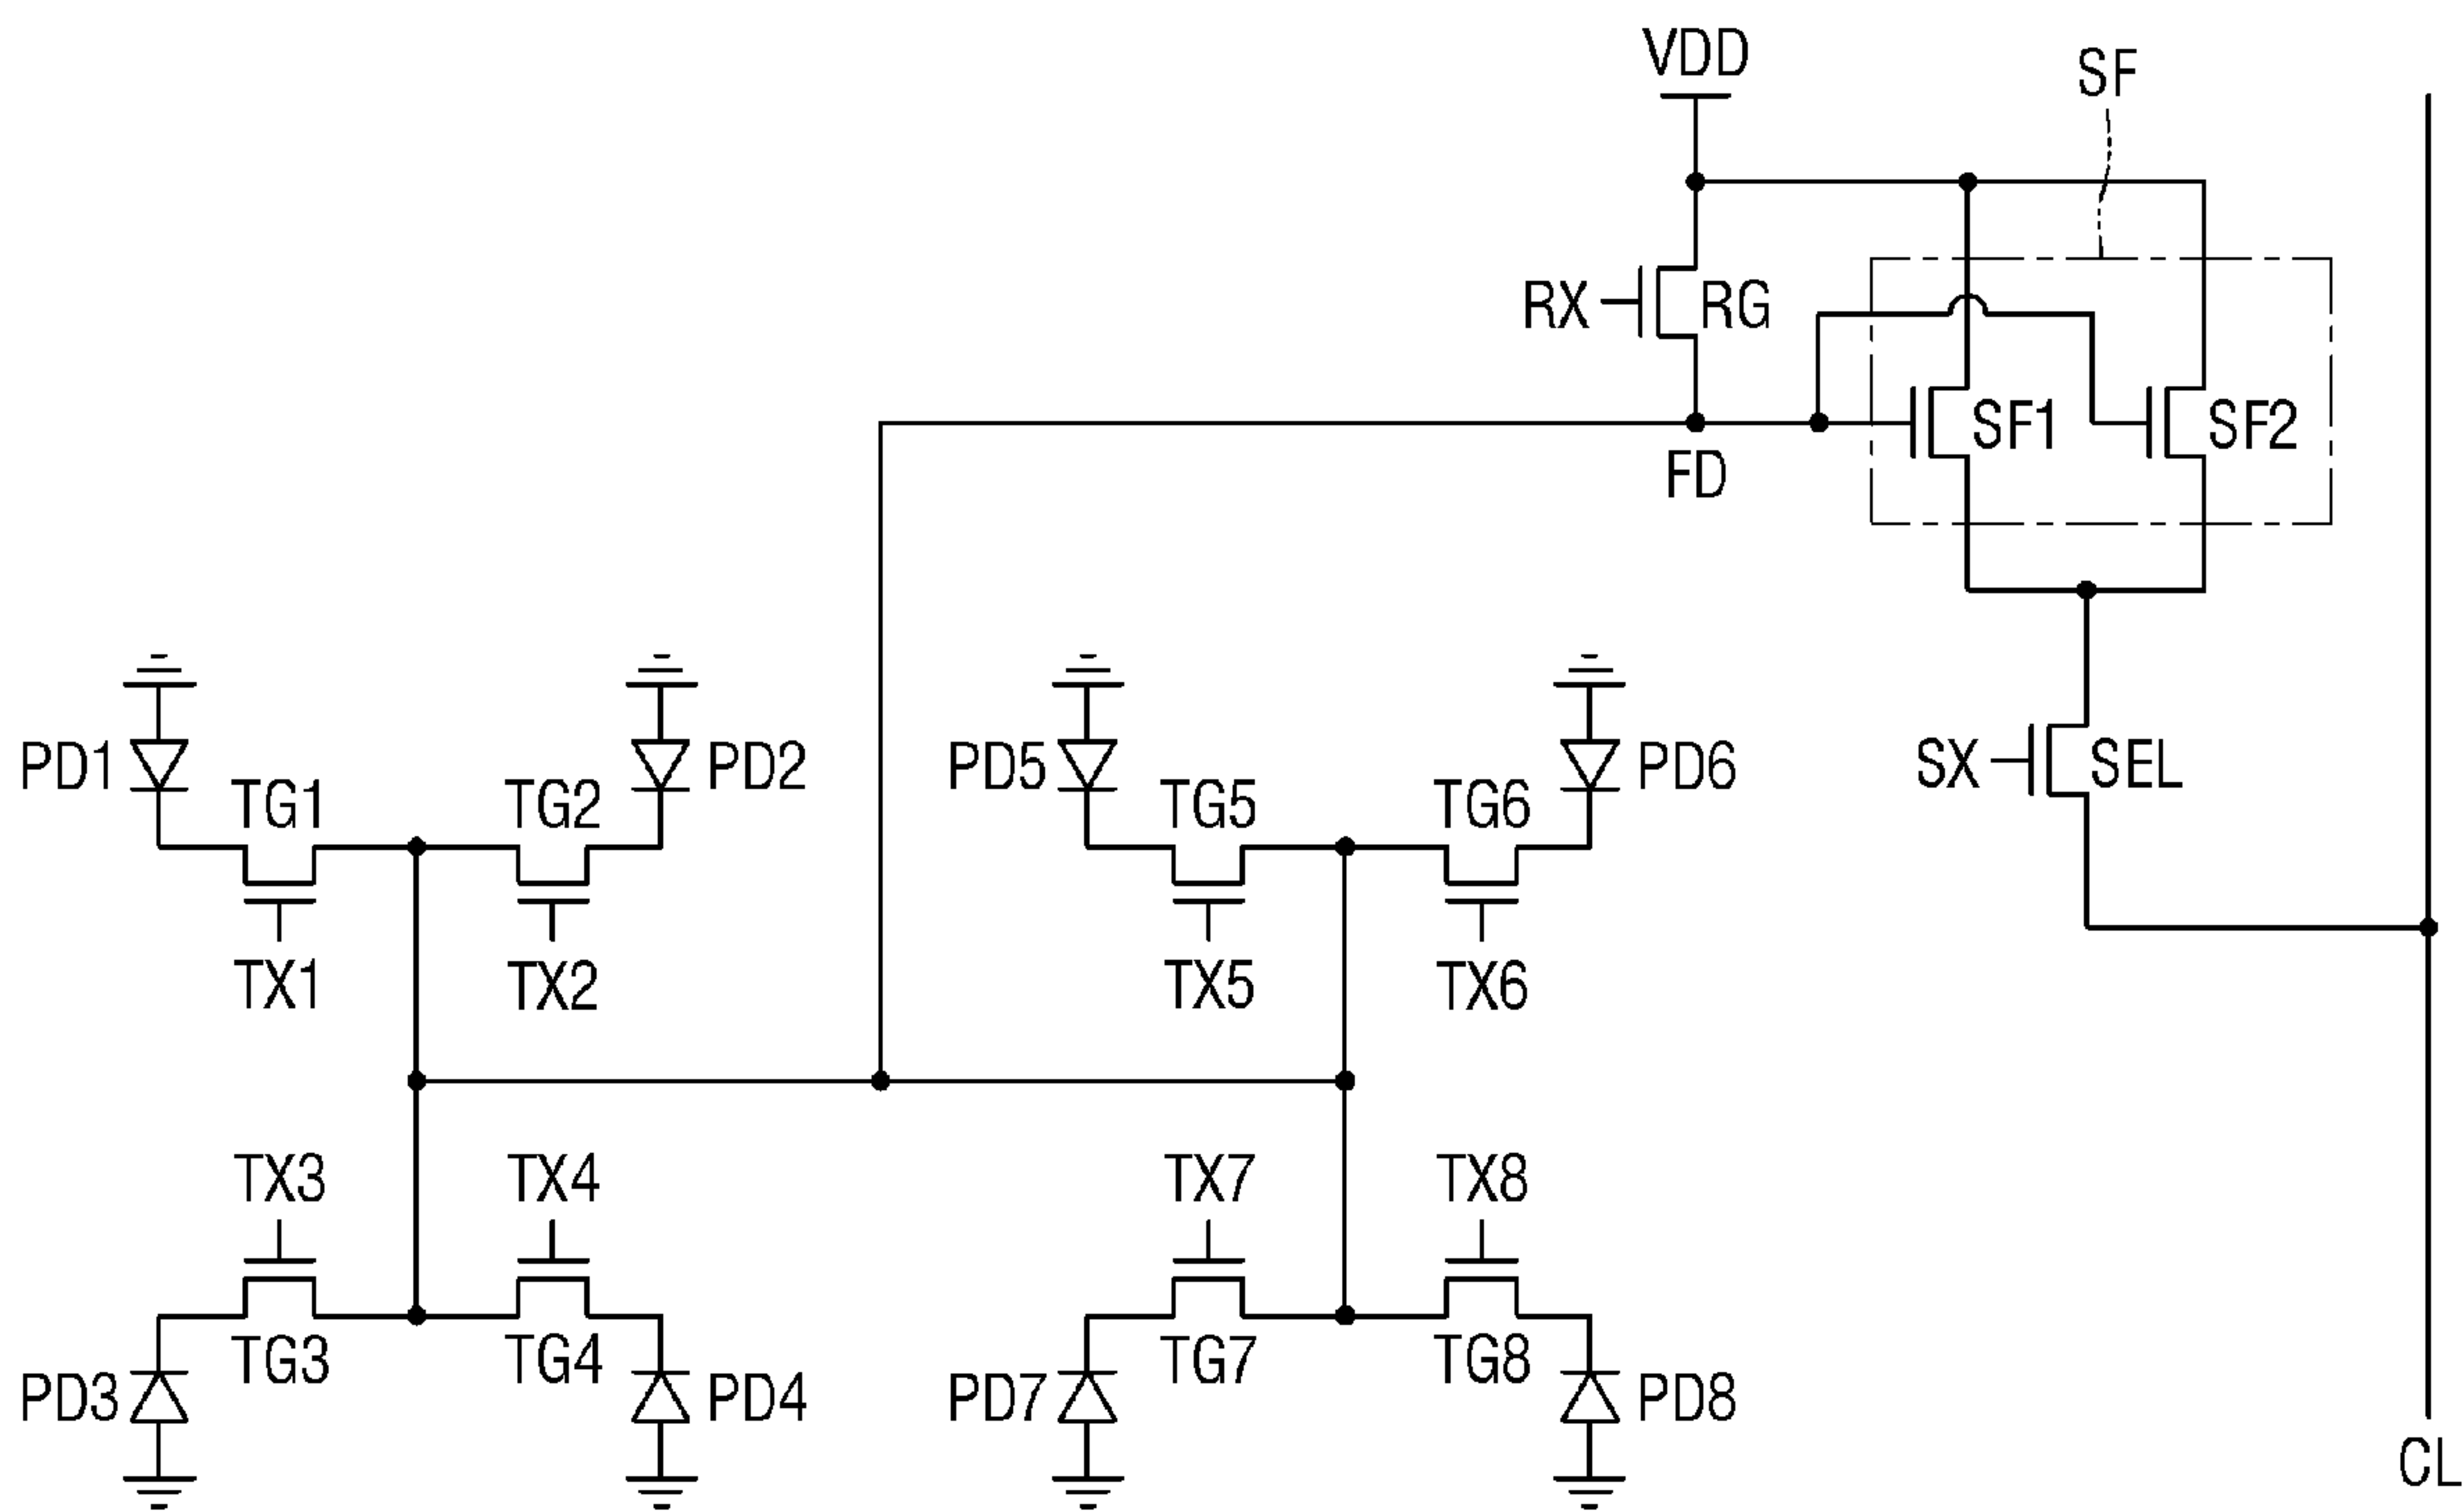 VDD
SF
RX
RG
SF1
SF2
FD
PD1
TG1
TG2
PD2
PD5
TG5
TG6
PD6
SX
SEL
TX1
TX2
TX5
TX6
TX3
TX4
TX7
TX8
TG3
TG4
TG7
TG8
PD3
PD4
PD7
PD8
CL